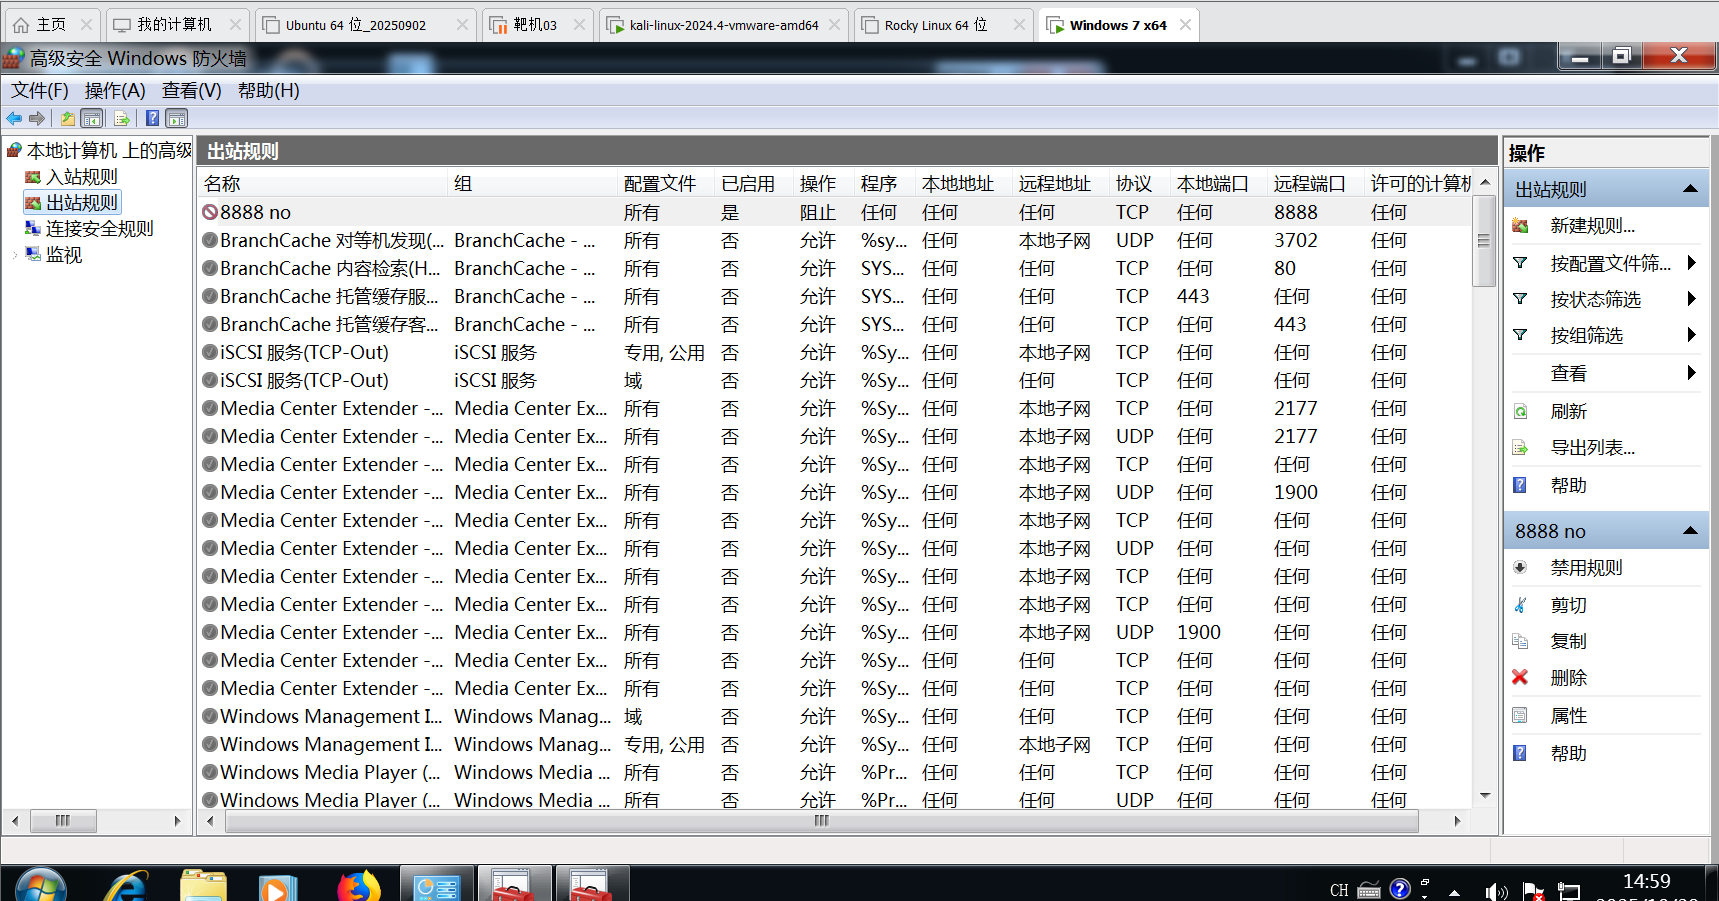 主页 我的计算机 Ubuntu 64 位_20250902 靶机03 kali-linux-2024.4-vmware-amd64 Rocky Linux 64 位 Windows 7 x64
高级安全 Windows 防火墙
文件(F) 操作(A) 查看(V) 帮助(H)
本地计算机 上的高级
入站规则
出站规则
连接安全规则
监视
出站规则
名称 组 配置文件 已启用 操作 程序 本地地址 远程地址 协议 本地端口 远程端口 许可的计算机
8888 no 所有 是 阻止 任何 任何 任何 TCP 任何 8888 任何
BranchCache 对等机发现(... BranchCache - ... 所有 否 允许 %sy... 任何 本地子网 UDP 任何 3702 任何
BranchCache 内容检索(H... BranchCache - ... 所有 否 允许 SYS... 任何 任何 TCP 任何 80 任何
BranchCache 托管缓存服... BranchCache - ... 所有 否 允许 SYS... 任何 任何 TCP 443 任何 任何
BranchCache 托管缓存客... BranchCache - ... 所有 否 允许 SYS... 任何 任何 TCP 任何 443 任何
iSCSI 服务(TCP-Out) iSCSI 服务 专用, 公用 否 允许 %Sy... 任何 本地子网 TCP 任何 任何 任何
iSCSI 服务(TCP-Out) iSCSI 服务 域 否 允许 %Sy... 任何 任何 TCP 任何 任何 任何
Media Center Extender -... Media Center Ex... 所有 否 允许 %Sy... 任何 本地子网 TCP 任何 2177 任何
Media Center Extender -... Media Center Ex... 所有 否 允许 %Sy... 任何 本地子网 UDP 任何 2177 任何
Media Center Extender -... Media Center Ex... 所有 否 允许 %Sy... 任何 本地子网 TCP 任何 任何 任何
Media Center Extender -... Media Center Ex... 所有 否 允许 %Sy... 任何 本地子网 UDP 任何 1900 任何
Media Center Extender -... Media Center Ex... 所有 否 允许 %Sy... 任何 本地子网 TCP 任何 任何 任何
Media Center Extender -... Media Center Ex... 所有 否 允许 %Sy... 任何 本地子网 UDP 任何 任何 任何
Media Center Extender -... Media Center Ex... 所有 否 允许 %Sy... 任何 本地子网 TCP 任何 任何 任何
Media Center Extender -... Media Center Ex... 所有 否 允许 %Sy... 任何 本地子网 TCP 任何 任何 任何
Media Center Extender -... Media Center Ex... 所有 否 允许 %Sy... 任何 本地子网 UDP 1900 任何 任何
Media Center Extender -... Media Center Ex... 所有 否 允许 %Sy... 任何 任何 TCP 任何 任何 任何
Media Center Extender -... Media Center Ex... 所有 否 允许 %Sy... 任何 任何 TCP 任何 任何 任何
Windows Management I... Windows Manag... 域 否 允许 %Sy... 任何 任何 TCP 任何 任何 任何
Windows Management I... Windows Manag... 专用, 公用 否 允许 %Sy... 任何 本地子网 TCP 任何 任何 任何
Windows Media Player (... Windows Media ... 所有 否 允许 %Pr... 任何 任何 TCP 任何 任何 任何
Windows Media Player (... Windows Media ... 所有 否 允许 %Pr... 任何 任何 UDP 任何 任何 任何
操作
出站规则
新建规则...
按配置文件筛...
按状态筛选
按组筛选
查看
刷新
导出列表...
帮助
8888 no
禁用规则
剪切
复制
删除
属性
帮助
CH
14:59